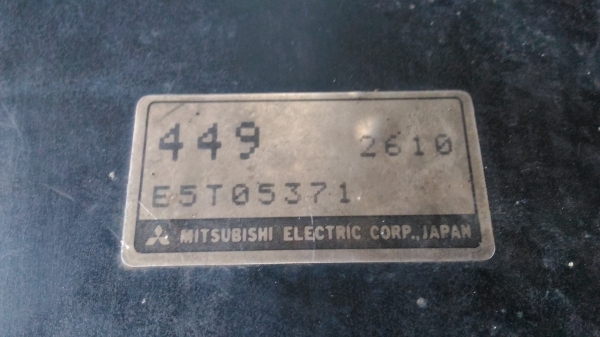 449 2610
E5T05371
MITSUBISHI ELECTRIC CORP., JAPAN